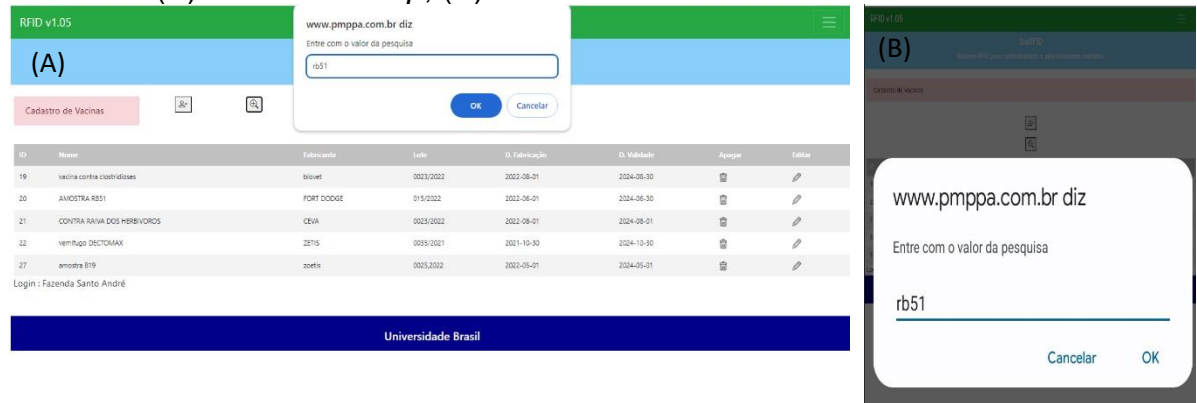 RFID v1.05
(A)
www.pmppa.com.br diz
Entre com o valor da pesquisa
rb51
OK Cancelar
Cadastro de Vacinas
ID Nome Fabricante Lote D. Fabricação D. Validade Apagar Editar
19 vacina contra clostridioses biovet 0023/2022 2022-08-01 2024-08-30
20 AMOSTRA RB51 FORT DODGE 015/2022 2022-06-01 2024-06-30
21 CONTRA RAIVA DOS HERBIVOROS CEVA 0023/2022 2022-08-01 2024-08-01
22 vermifugo DECTOMAX ZETIS 0035/2021 2021-10-30 2024-10-30
27 amostra B19 zoetis 0025,2022 2022-05-01 2024-05-01
Login : Fazenda Santo André
Universidade Brasil
RFID v1.05
(B)
Cadastro de Vacinas
www.pmppa.com.br diz
Entre com o valor da pesquisa
rb51
Cancelar OK